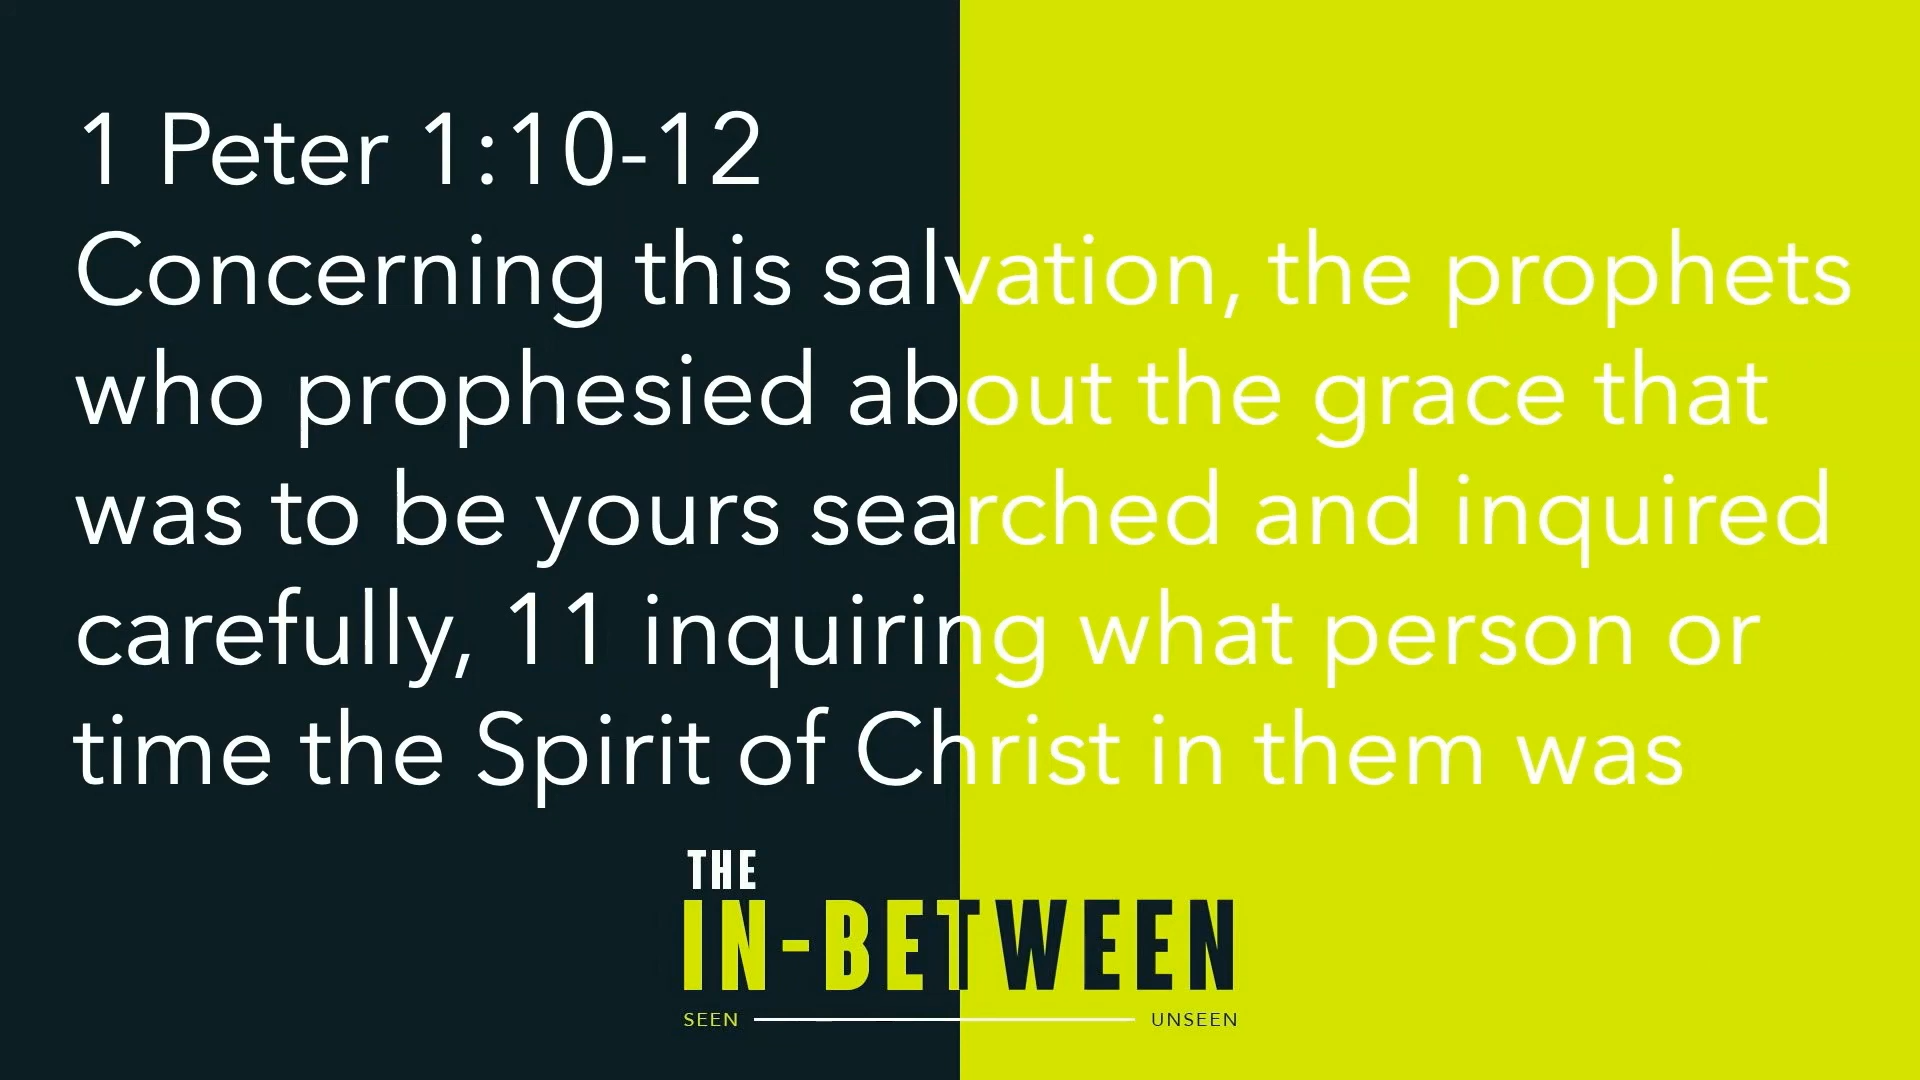 1 Peter 1:10-12
Concerning this salvation, the prophets
who prophesied about the grace that
was to be yours searched and inquired
carefully, 11 inquiring what person or
time the Spirit of Christ in them was
THE
IN-BETWEEN
SEEN UNSEEN